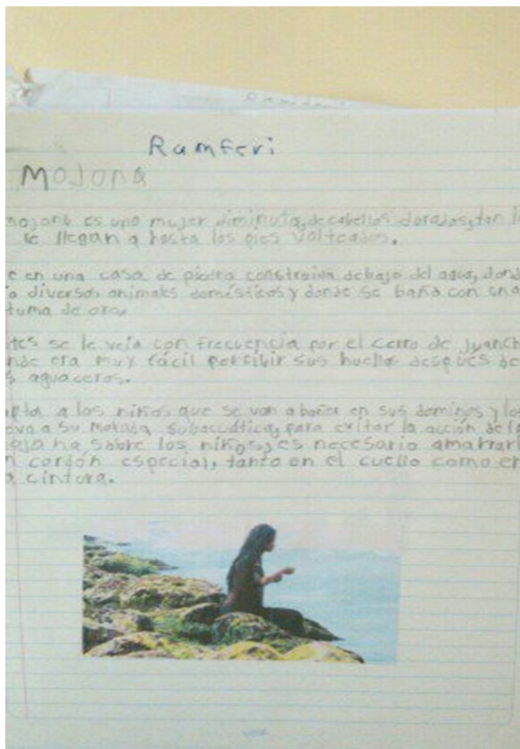 Ramferi
MOJANA
mojana es una mujer diminuta, de cabellos dorados, tan l
le llegan a hasta los pies volteados.
e en una casa de piedra construida debajo del agua, dond
a diversos animales domésticos y donde se baña con una
tuma de oro.
tes se le veía con frecuencia por el cerro de juanch
nde era muy fácil percibir sus huellas después de
s aguaceros.
pta a los niños que se van a bañar en sus dominos y los
eva a su morada subacuática, para evitar la acción de la
ha sobre los niños, es necesario amarrarl
n cordón especial, tanto en el cuello como en
a cintura.